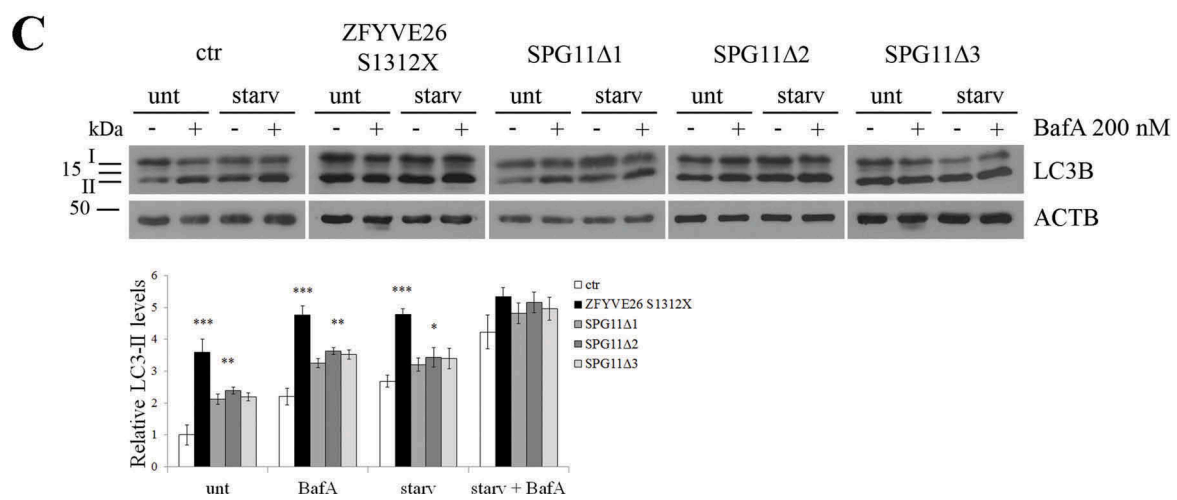 C
ctr
ZFYVE26
S1312X
SPG11Δ1
SPG11Δ2
SPG11Δ3
unt starv unt starv unt starv unt starv unt starv
kDa - + - + - + - + - + - + - + - + - + - + BafA 200 nM
I
15
II
LC3B
50
ACTB
Relative LC3-II levels
6
5
4
3
2
1
0
*** ** *** ** *** *
ctr
ZFYVE26 S1312X
SPG11Δ1
SPG11Δ2
SPG11Δ3
unt BafA starv starv + BafA